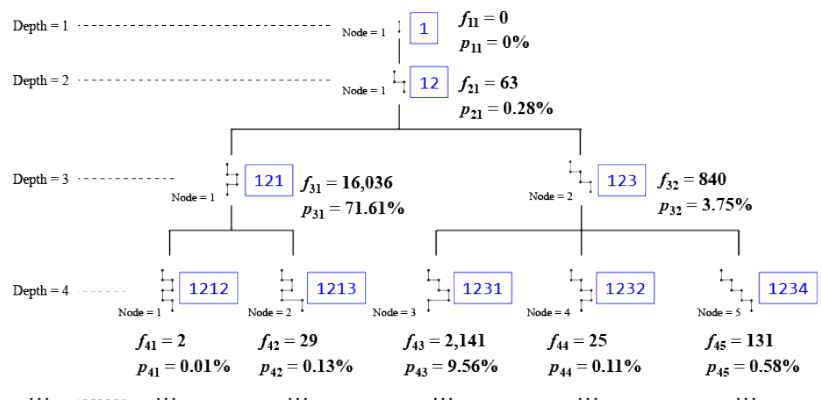 Depth = 1 Node = 1 1 f11 = 0
p11 = 0%
Depth = 2 Node = 1 12 f21 = 63
p21 = 0.28%
Depth = 3 Node = 1 121 f31 = 16,036 Node = 2 123 f32 = 840
p31 = 71.61% p32 = 3.75%
Depth = 4 Node = 1 1212 Node = 2 1213 Node = 3 1231 Node = 4 1232 Node = 5 1234
f41 = 2 f42 = 29 f43 = 2,141 f44 = 25 f45 = 131
p41 = 0.01% p42 = 0.13% p43 = 9.56% p44 = 0.11% p45 = 0.58%
... ... ... ... ... ...